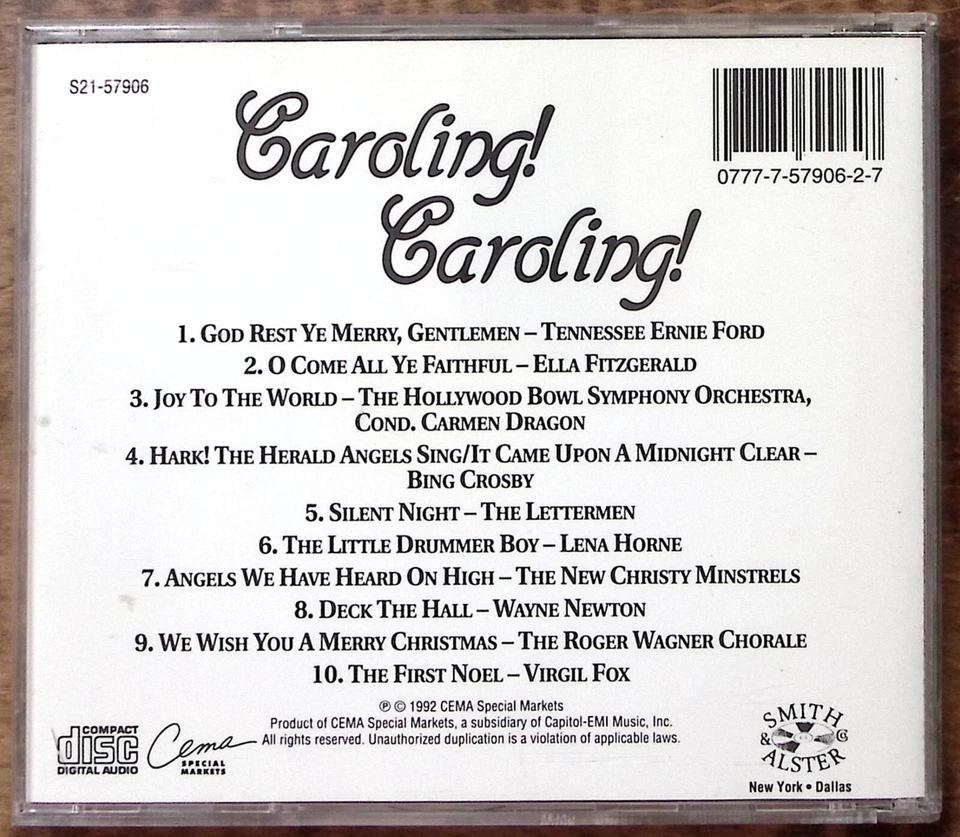 S21-57906
Caroling!
Caroling!
0777-7-57906-2-7
1. God Rest Ye Merry, Gentlemen – Tennessee Ernie Ford
2. O Come All Ye Faithful – Ella Fitzgerald
3. Joy To The World – The Hollywood Bowl Symphony Orchestra,
Cond. Carmen Dragon
4. Hark! The Herald Angels Sing/It Came Upon A Midnight Clear –
Bing Crosby
5. Silent Night – The Lettermen
6. The Little Drummer Boy – Lena Horne
7. Angels We Have Heard On High – The New Christy Minstrels
8. Deck The Hall – Wayne Newton
9. We Wish You A Merry Christmas – The Roger Wagner Chorale
10. The First Noel – Virgil Fox
℗ © 1992 CEMA Special Markets
Product of CEMA Special Markets, a subsidiary of Capitol-EMI Music, Inc.
All rights reserved. Unauthorized duplication is a violation of applicable laws.
COMPACT
disc
DIGITAL AUDIO
Cema
SPECIAL
MARKETS
SMITH
& Co
ALSTER
New York • Dallas